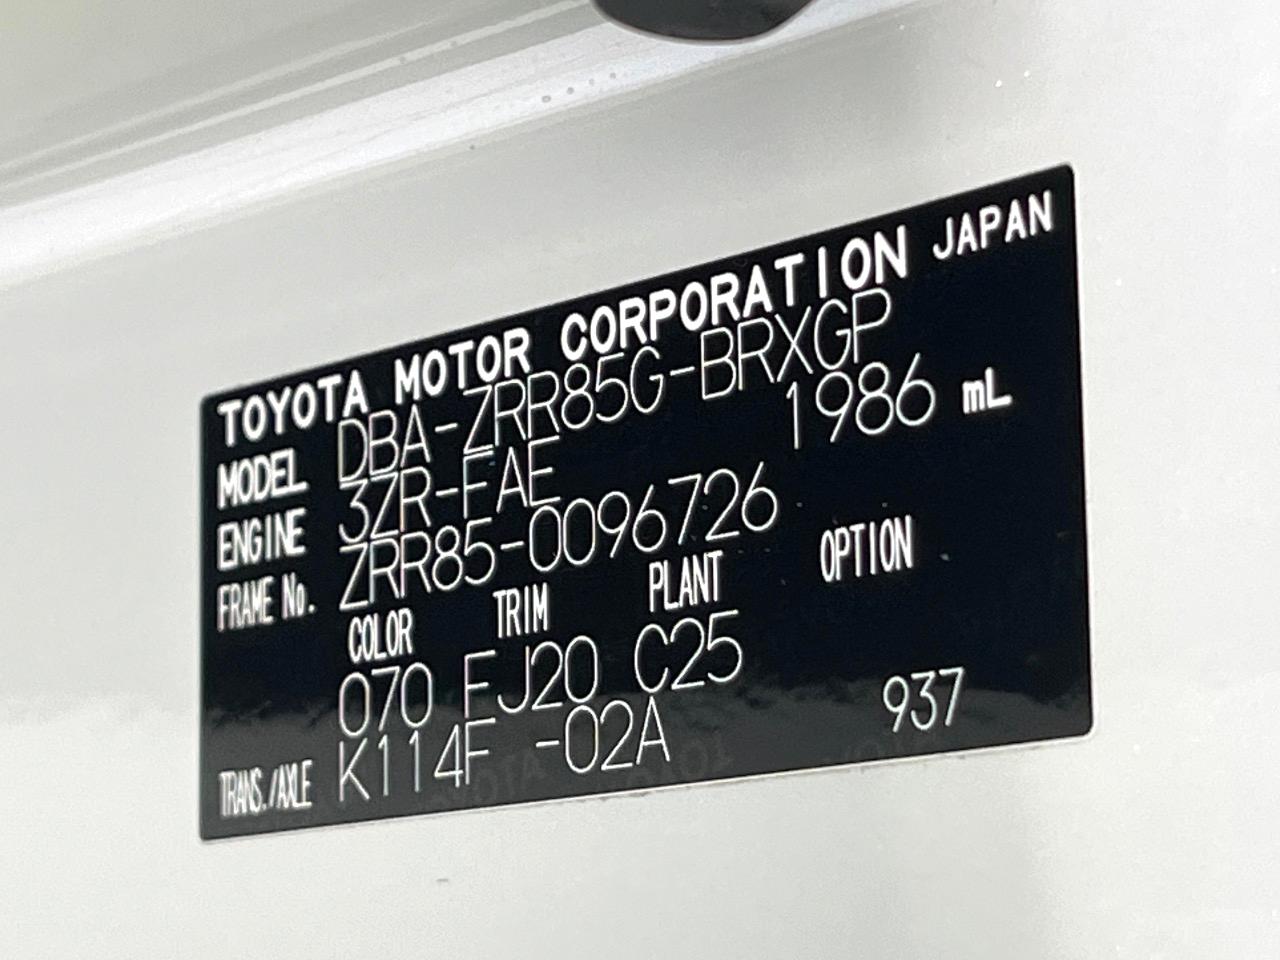 TOYOTA MOTOR CORPORATION JAPAN
MODEL DBA-ZRR85G-BRXGP
ENGINE 3ZR-FAE 1986 mL
FRAME No. ZRR85-0096726
COLOR TRIM PLANT OPTION
070 FJ20 C25
TRANS./AXLE K114F -02A 937